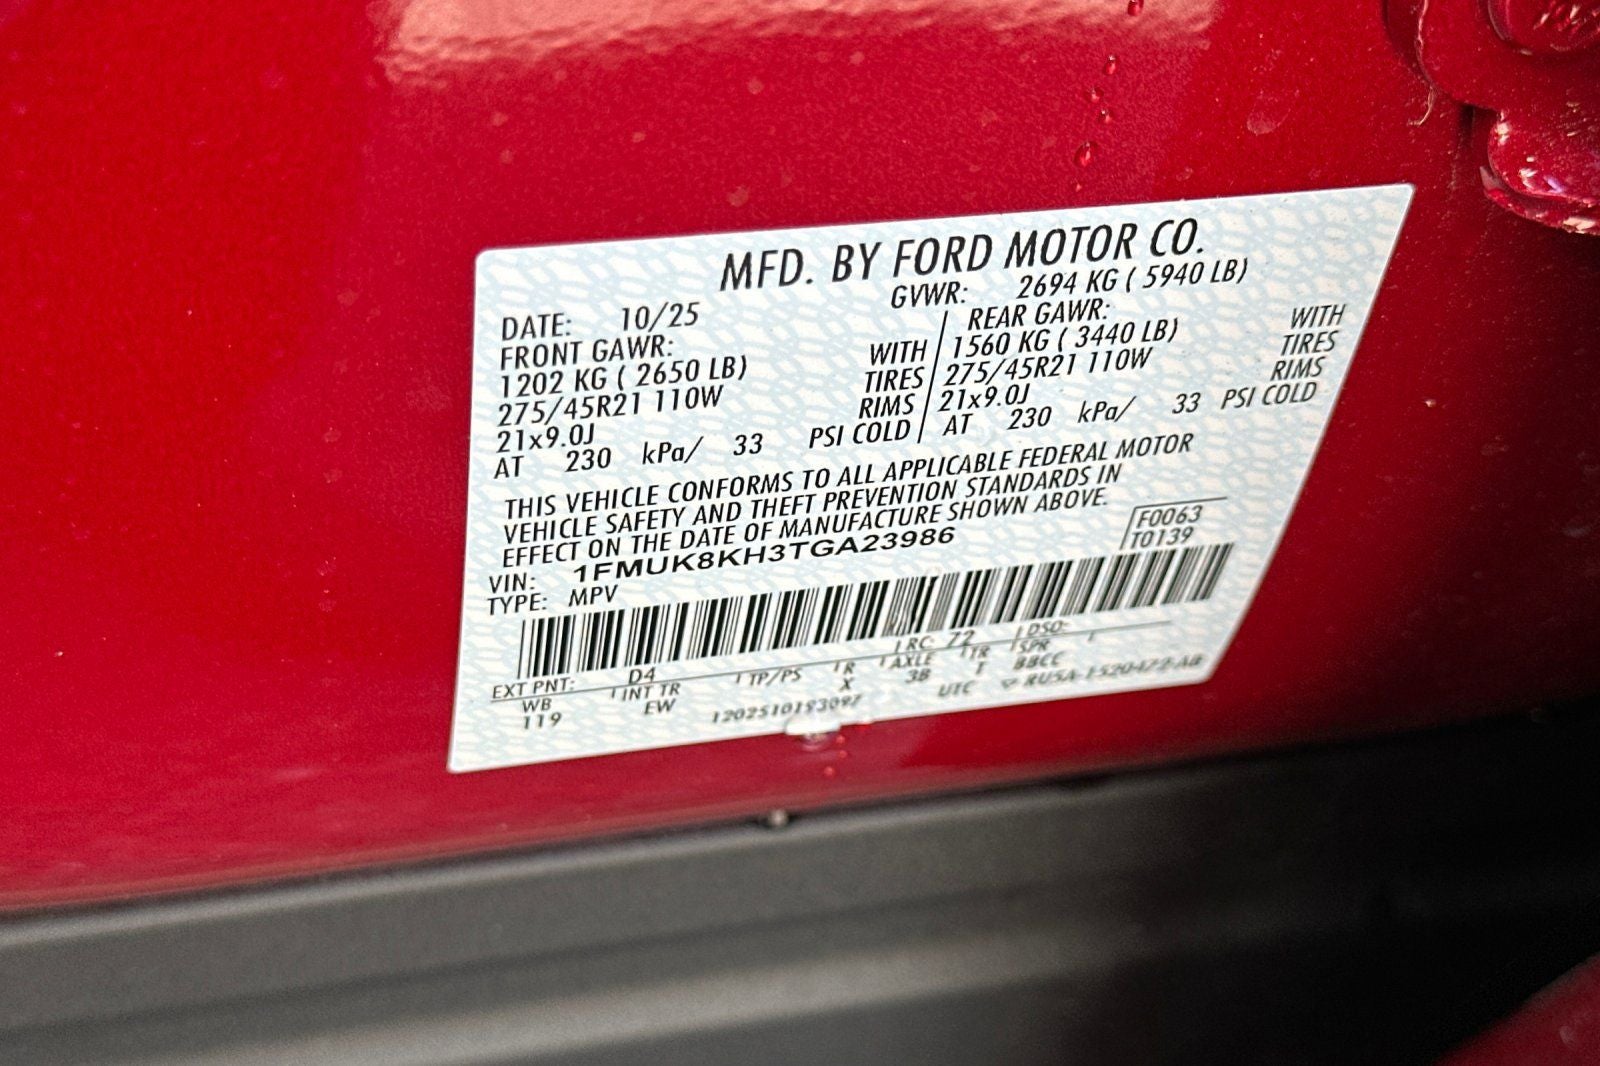 MFD. BY FORD MOTOR CO.
DATE: 10/25 GVWR: 2694 KG ( 5940 LB)
FRONT GAWR: REAR GAWR:
1202 KG ( 2650 LB) WITH 1560 KG ( 3440 LB) WITH
275/45R21 110W TIRES 275/45R21 110W TIRES
21x9.0J RIMS 21x9.0J RIMS
AT 230 kPa/ 33 PSI COLD AT 230 kPa/ 33 PSI COLD
THIS VEHICLE CONFORMS TO ALL APPLICABLE FEDERAL MOTOR
VEHICLE SAFETY AND THEFT PREVENTION STANDARDS IN
EFFECT ON THE DATE OF MANUFACTURE SHOWN ABOVE.
VIN: 1FMUK8KH3TGA23986 F0063
TYPE: MPV T0139
EXT PNT: D4 RC: 72 DSO:
WB INT TR TP/PS R AXLE TR SPR
119 EW X 3B T BBCC
UTC